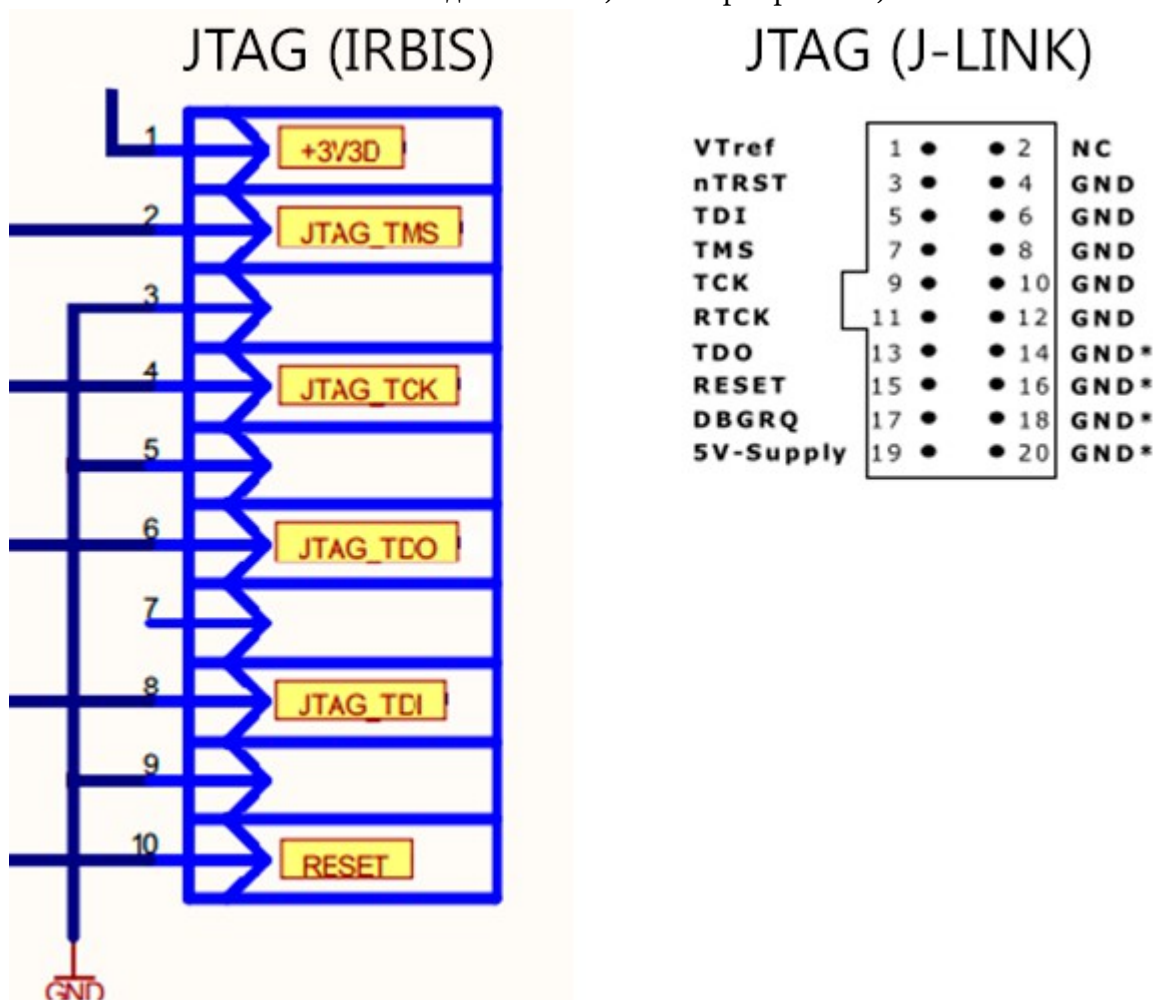 JTAG (IRBIS)
1 +3V3D
2 JTAG_TMS
3
4 JTAG_TCK
5
6 JTAG_TDO
7
8 JTAG_TDI
9
10 RESET
GND
JTAG (J-LINK)
VTref 1 2 NC
nTRST 3 4 GND
TDI 5 6 GND
TMS 7 8 GND
TCK 9 10 GND
RTCK 11 12 GND
TDO 13 14 GND*
RESET 15 16 GND*
DBGRQ 17 18 GND*
5V-Supply 19 20 GND*